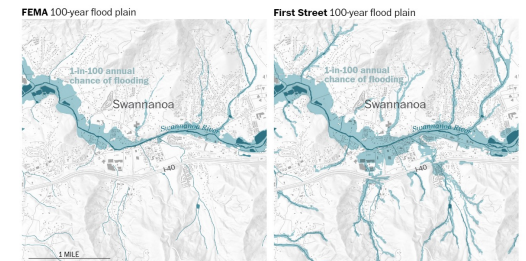 FEMA 100-year flood plain
1-in-100 annual
chance of flooding
Swannanoa
Swannanoa River
I-40
1 MILE
First Street 100-year flood plain
1-in-100 annual
chance of flooding
Swannanoa
Swannanoa River
I-40